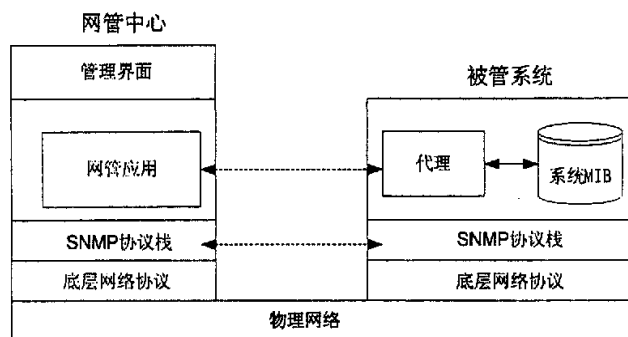 网管中心
管理界面
网管应用
SNMP协议栈
底层网络协议
被管系统
代理
系统MIB
SNMP协议栈
底层网络协议
物理网络